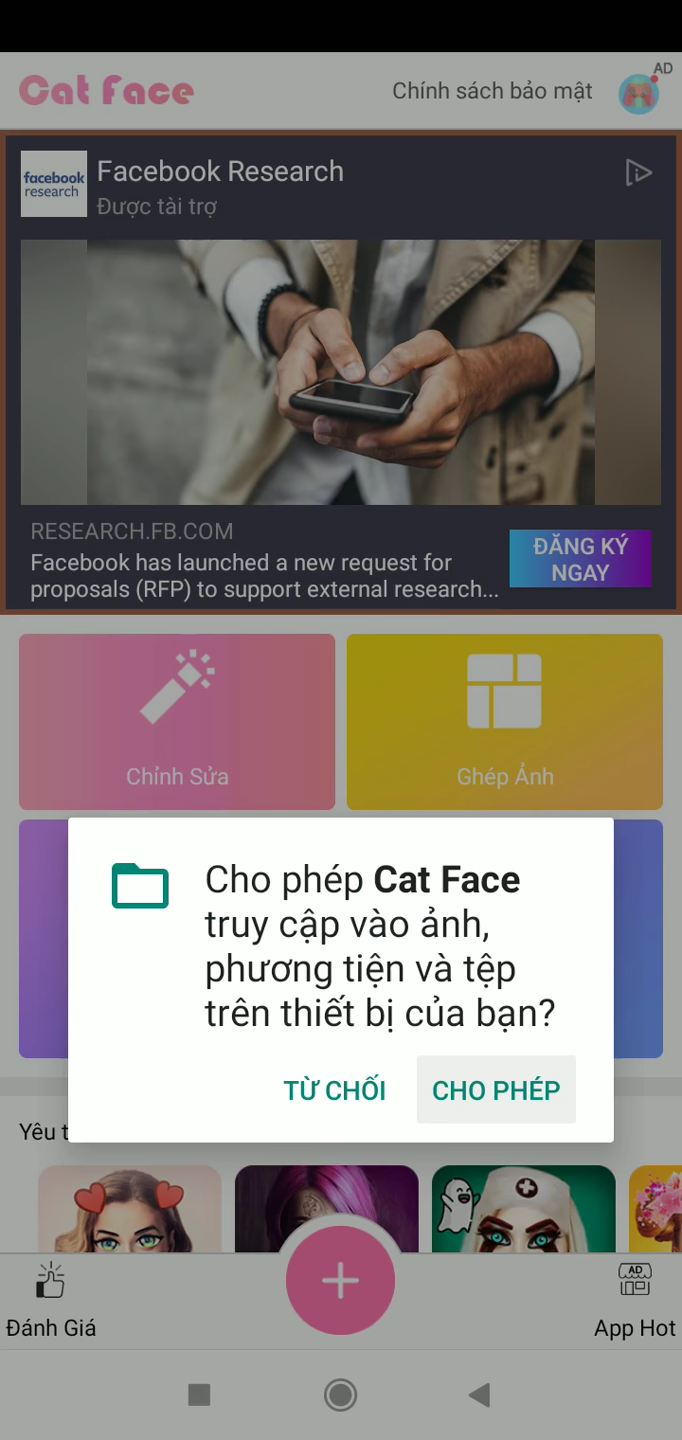 Cat Face
Chính sách bảo mật
AD
facebook
research
Facebook Research
Được tài trợ
RESEARCH.FB.COM
Facebook has launched a new request for
proposals (RFP) to support external research...
ĐĂNG KÝ
NGAY
Chỉnh Sửa
Ghép Ảnh
Cho phép Cat Face
truy cập vào ảnh,
phương tiện và tệp
trên thiết bị của bạn?
TỪ CHỐI
CHO PHÉP
Yêu t
AD
Đánh Giá
App Hot